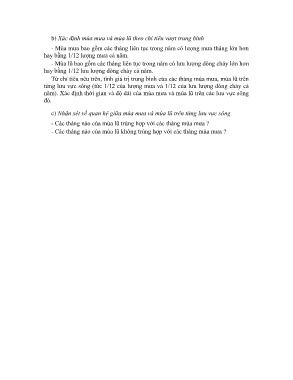 b) Xác định mùa mưa và mùa lũ theo chỉ tiêu vượt trung bình
- Mùa mưa bao gồm các tháng liên tục trong năm có lượng mưa tháng lớn hơn
hay bằng 1/12 lượng mưa cả năm.
- Mùa lũ bao gồm các tháng liên tục trong năm có lưu lượng dòng chảy lớn hơn
hay bằng 1/12 lưu lượng dòng chảy cả năm.
Từ chỉ tiêu nêu trên, tính giá trị trung bình của các tháng mùa mưa, mùa lũ trên
từng lưu vực sông (tức 1/12 của lượng mưa và 1/12 của lưu lượng dòng chảy cả
năm). Xác định thời gian và độ dài của mùa mưa và mùa lũ trên các lưu vực sông
đó.
c) Nhận xét về quan hệ giữa mùa mưa và mùa lũ trên từng lưu vực sông
- Các tháng nào của mùa lũ trùng hợp với các tháng mùa mưa ?
- Các tháng nào của mùa lũ không trùng hợp với các tháng mùa mưa ?